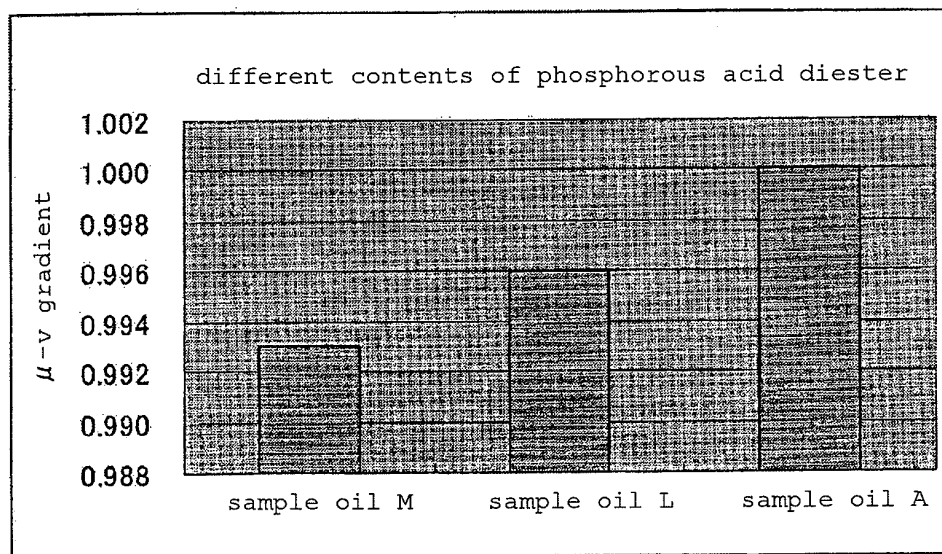 different contents of phosphorous acid diester
1.002
1.000
0.998
0.996
0.994
0.992
0.990
0.988
μ-v gradient
sample oil M
sample oil L
sample oil A